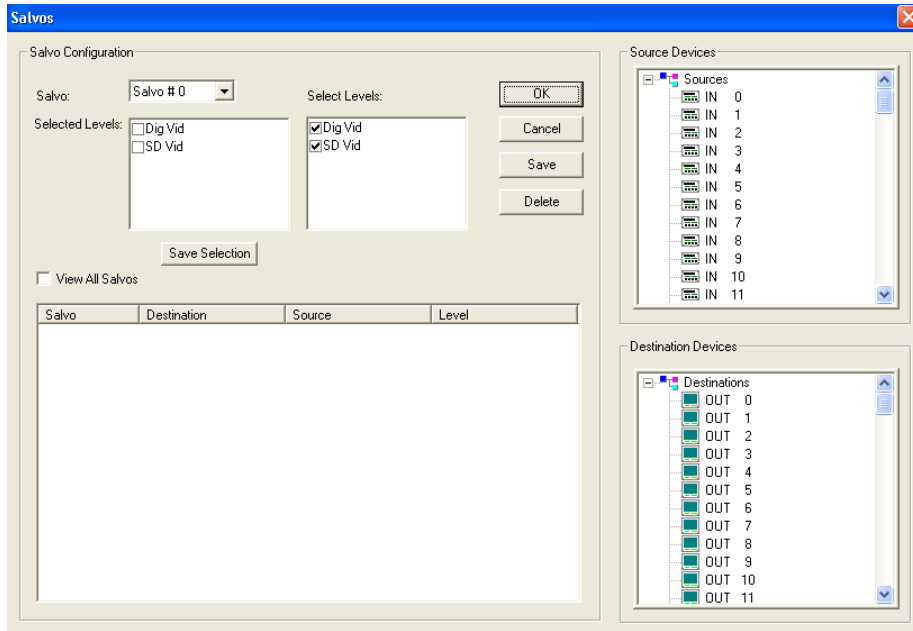 Salvos
Salvo Configuration
Salvo:
Salvo # 0
Select Levels:
Selected Levels:
Dig Vid
SD Vid
Dig Vid
SD Vid
OK
Cancel
Save
Delete
Save Selection
View All Salvos
Salvo Destination Source Level
Source Devices
Sources
IN 0
IN 1
IN 2
IN 3
IN 4
IN 5
IN 6
IN 7
IN 8
IN 9
IN 10
IN 11
Destination Devices
Destinations
OUT 0
OUT 1
OUT 2
OUT 3
OUT 4
OUT 5
OUT 6
OUT 7
OUT 8
OUT 9
OUT 10
OUT 11